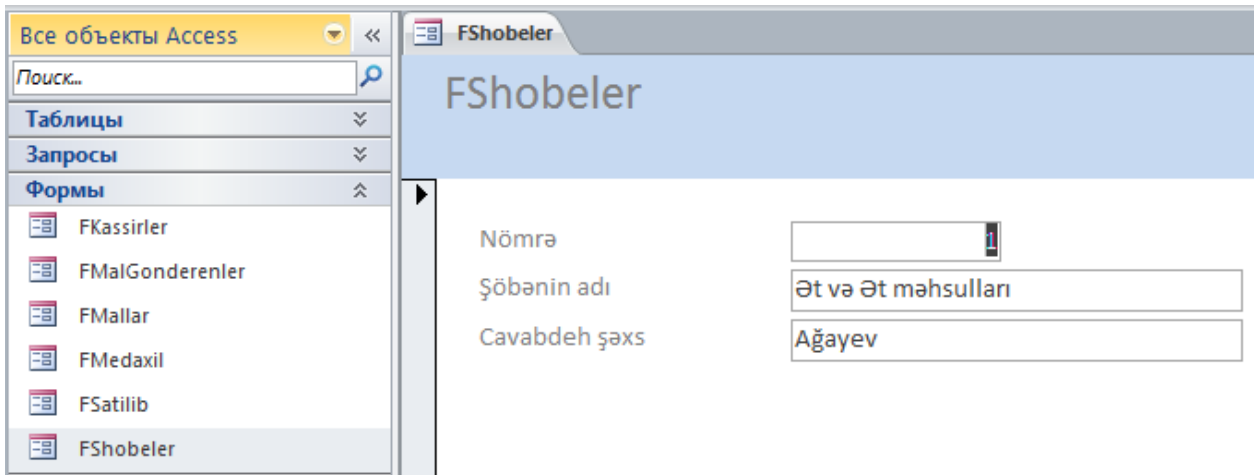 Все объекты Access
Поиск...
Таблицы
Запросы
Формы
FKassirler
FMalGonderenler
FMallar
FMedaxil
FSatilib
FShobeler
FShobeler
FShobeler
Nömrə 1
Şöbənin adı Ət və Ət məhsulları
Cavabdeh şəxs Ağayev